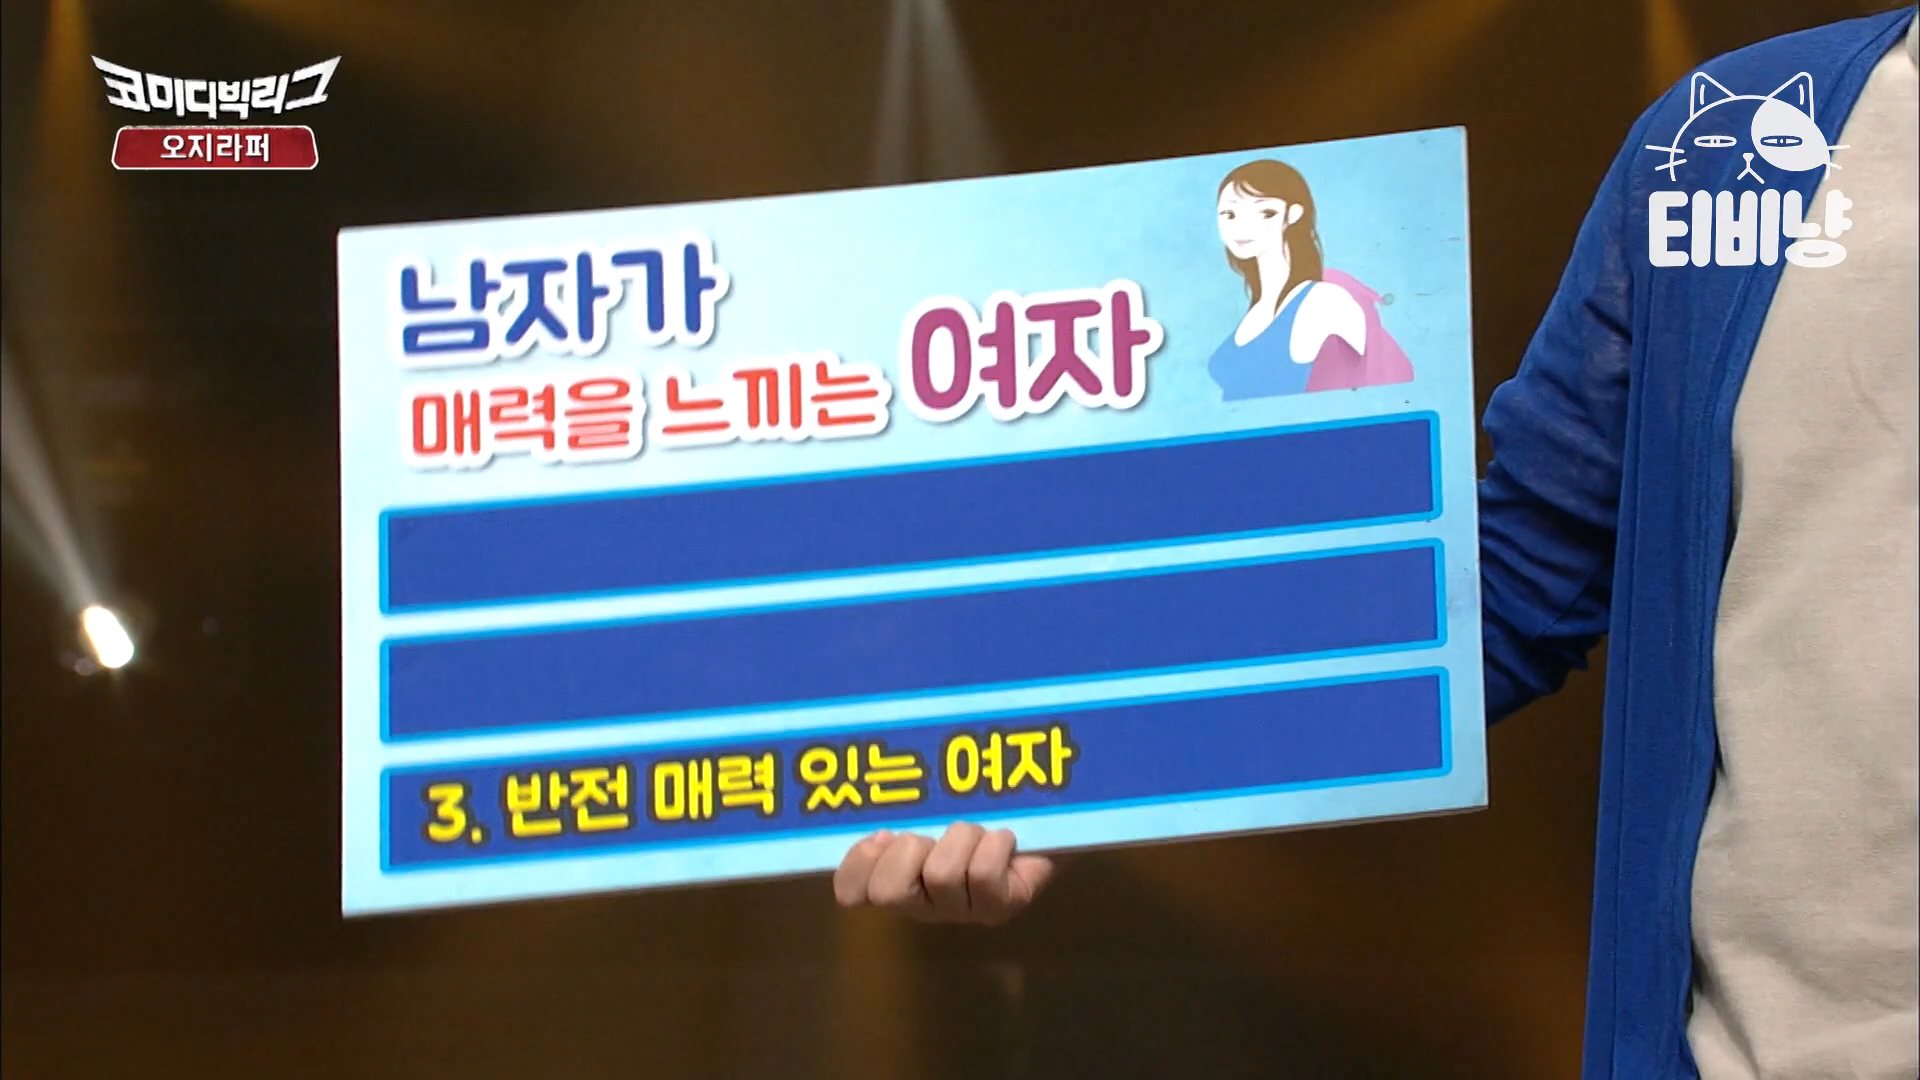 코미디빅리그
오지라퍼
티비냥
남자가
매력을 느끼는 여자
3. 반전 매력 있는 여자